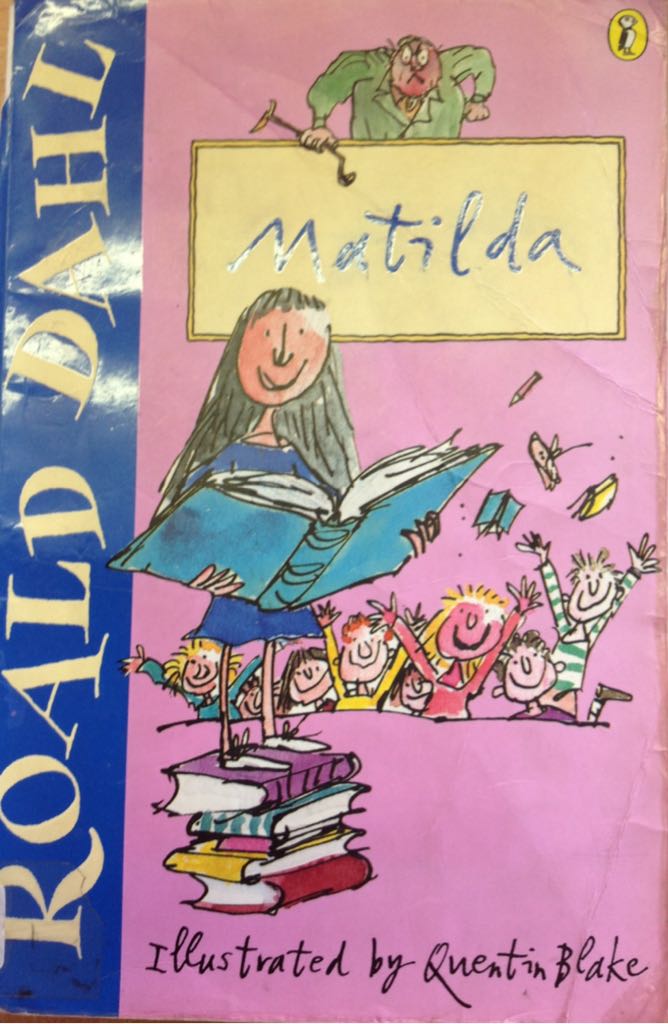 ROALD DAHL
Matilda
Illustrated by Quentin Blake